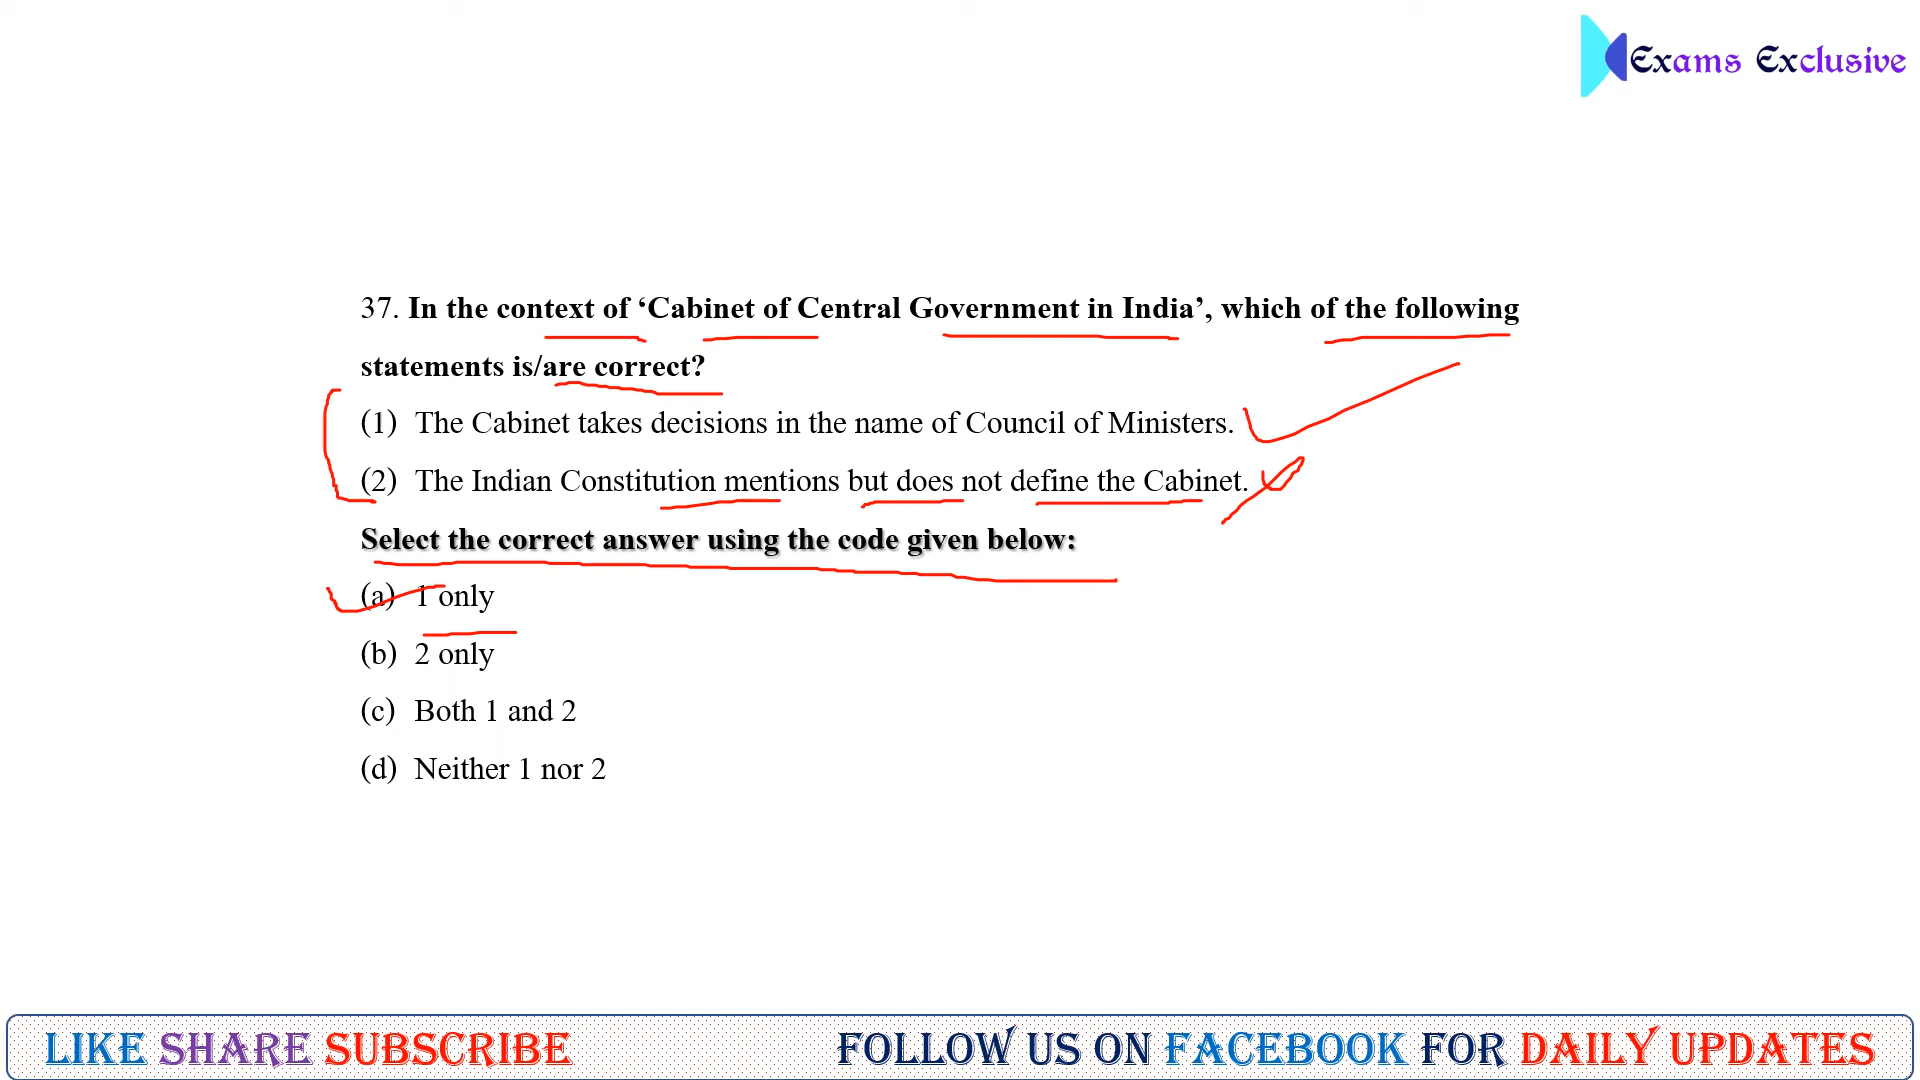 Exams Exclusive
37. In the context of ‘Cabinet of Central Government in India’, which of the following
statements is/are correct?
(1) The Cabinet takes decisions in the name of Council of Ministers.
(2) The Indian Constitution mentions but does not define the Cabinet.
Select the correct answer using the code given below:
(a) 1 only
(b) 2 only
(c) Both 1 and 2
(d) Neither 1 nor 2
LIKE SHARE SUBSCRIBE FOLLOW US ON FACEBOOK FOR DAILY UPDATES